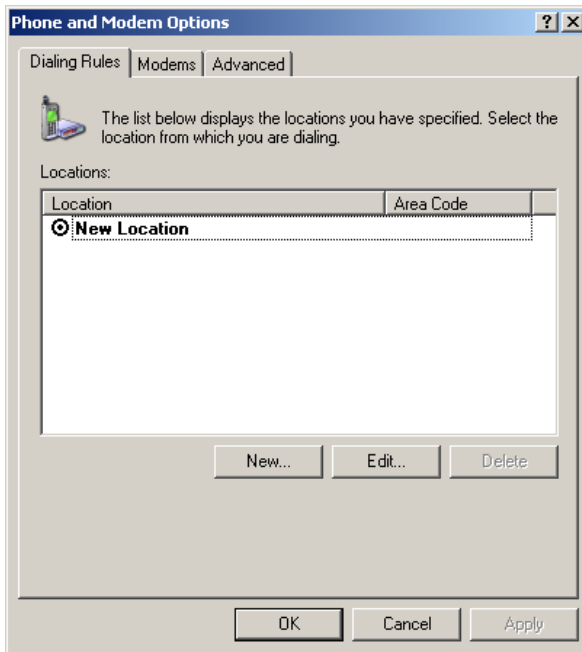 Phone and Modem Options
Dialing Rules Modems Advanced
The list below displays the locations you have specified. Select the
location from which you are dialing.
Locations:
Location Area Code
New Location
New... Edit... Delete
OK Cancel Apply